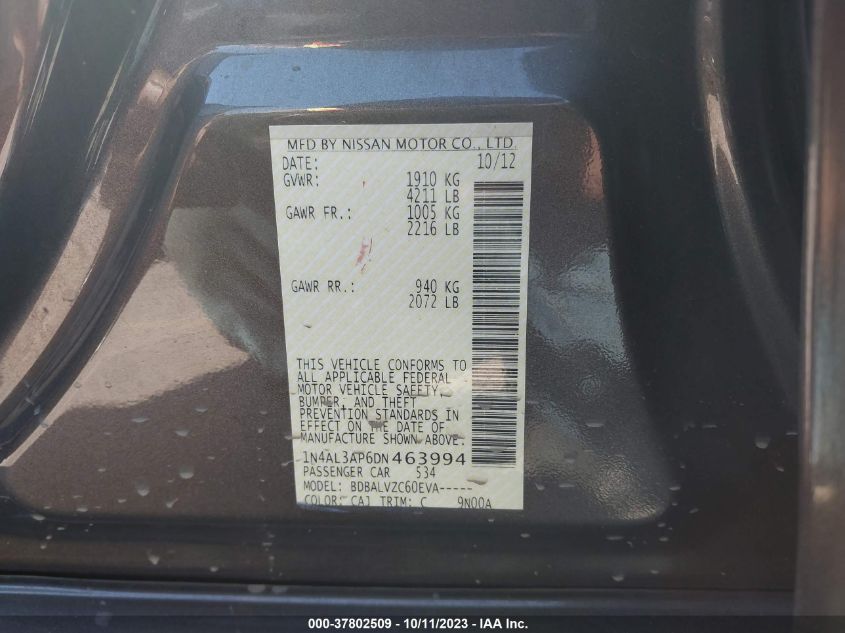 MFD BY NISSAN MOTOR CO., LTD.
DATE: 10/12
GVWR: 1910 KG
4211 LB
GAWR FR.: 1005 KG
2216 LB
GAWR RR.: 940 KG
2072 LB
THIS VEHICLE CONFORMS TO
ALL APPLICABLE FEDERAL
MOTOR VEHICLE SAFETY,
BUMPER, AND THEFT
PREVENTION STANDARDS IN
EFFECT ON THE DATE OF
MANUFACTURE SHOWN ABOVE.
1N4AL3AP6DN 463994
PASSENGER CAR 534
MODEL: BDBALVZC60EVA-----
COLOR: CAJ TRIM: C 9N00A
000-37802509 - 10/11/2023 - IAA Inc.